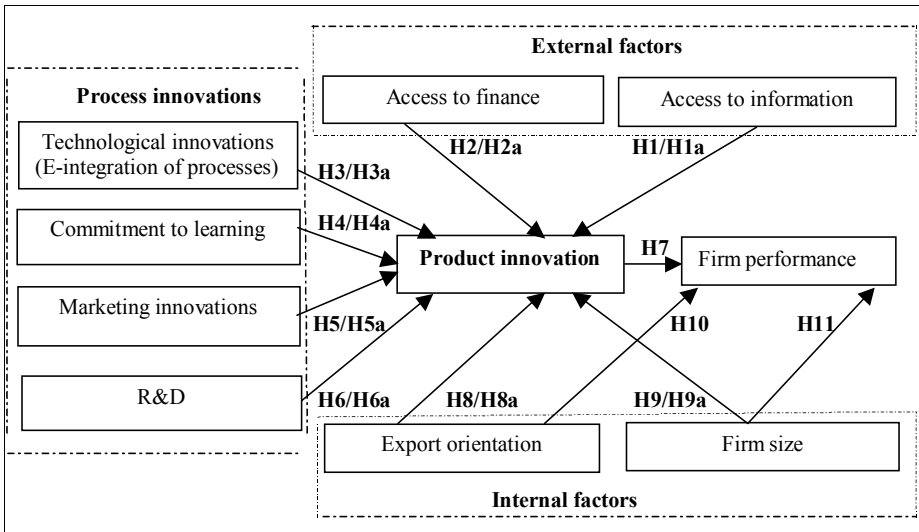 External factors
Process innovations
Access to finance
Access to information
Technological innovations
(E-integration of processes)
H3/H3a
H2/H2a
H1/H1a
Commitment to learning
H4/H4a
Product innovation
H7
Firm performance
Marketing innovations
H5/H5a
H10
H11
R&D
H6/H6a
H8/H8a
H9/H9a
Export orientation
Firm size
Internal factors